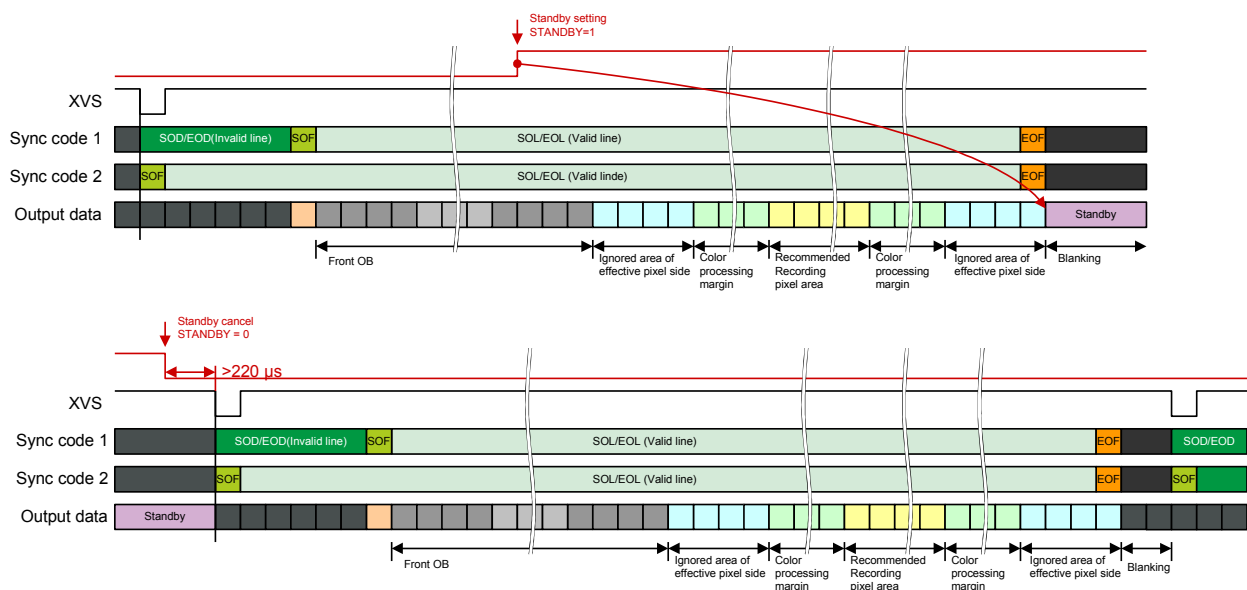 Standby setting
STANDBY=1
XVS
Sync code 1
SOD/EOD(Invalid line)
SOF
SOL/EOL (Valid line)
EOF
Sync code 2
SOF
SOL/EOL (Valid linde)
EOF
Output data
Standby
Front OB
Ignored area of
effective pixel side
Color
processing
margin
Recommended
Recording
pixel area
Color
processing
margin
Ignored area of
effective pixel side
Blanking
Standby cancel
STANDBY = 0
>220 µs
XVS
Sync code 1
SOD/EOD(Invalid line)
SOF
SOL/EOL (Valid line)
EOF
SOD/EOD
Sync code 2
SOF
SOL/EOL (Valid line)
EOF
SOF
Output data
Standby
Front OB
Ignored area of
effective pixel side
Color
processing
margin
Recommended
Recording
pixel area
Color
processing
margin
Ignored area of
effective pixel side
Blanking